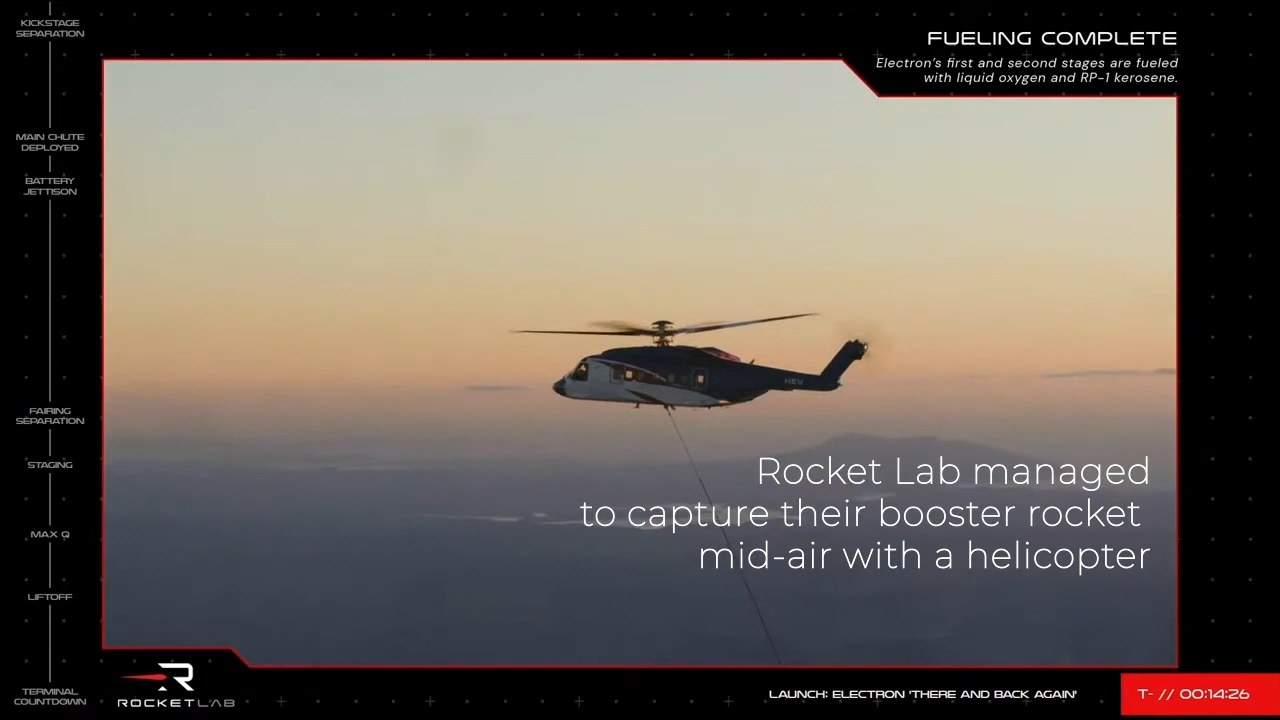 KICKSTAGE
SEPARATION
MAIN CHUTE
DEPLOYED
BATTERY
JETTISON
FAIRING
SEPARATION
STAGING
MAX Q
LIFTOFF
TERMINAL
COUNTDOWN
FUELING COMPLETE
Electron's first and second stages are fueled
with liquid oxygen and RP-1 kerosene.
HEV
Rocket Lab managed
to capture their booster rocket
mid-air with a helicopter
ROCKETLAB
LAUNCH: ELECTRON 'THERE AND BACK AGAIN'
T- // 00:14:26